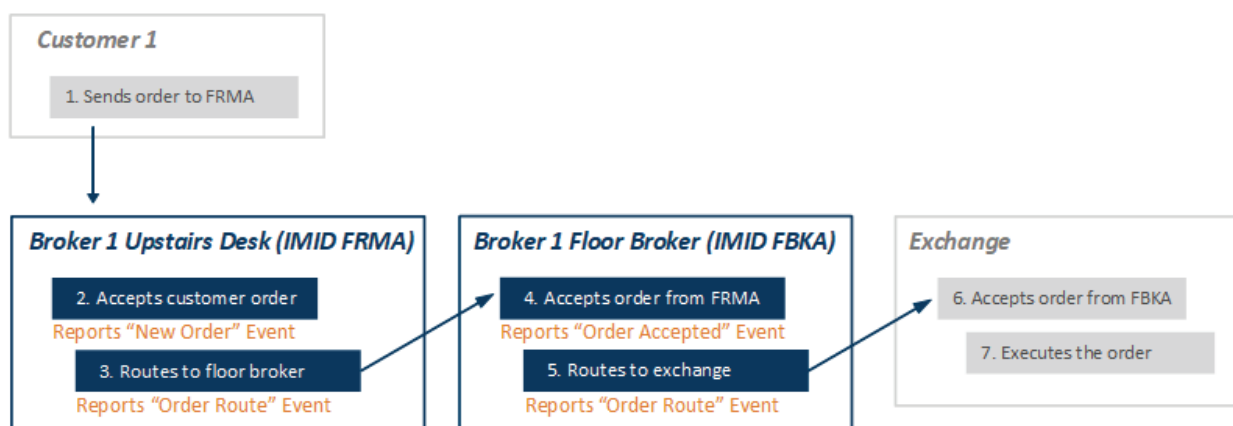 Customer 1
1. Sends order to FRMA
Broker 1 Upstairs Desk (IMID FRMA)
2. Accepts customer order
Reports “New Order” Event
3. Routes to floor broker
Reports “Order Route” Event
Broker 1 Floor Broker (IMID FBKA)
4. Accepts order from FRMA
Reports “Order Accepted” Event
5. Routes to exchange
Reports “Order Route” Event
Exchange
6. Accepts order from FBKA
7. Executes the order